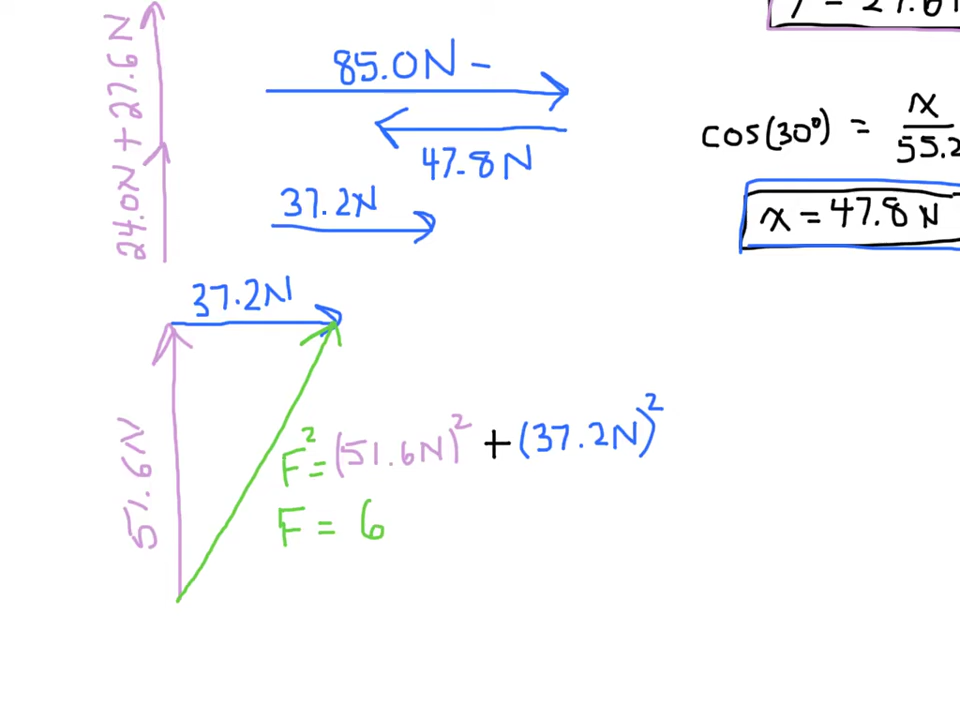 24.0N + 27.6N
85.0N -
47.8N
37.2N
cos(30°) = x / 55.2
x = 47.8 N
37.2N
51.6N
F² = (51.6N)² + (37.2N)²
F = 6